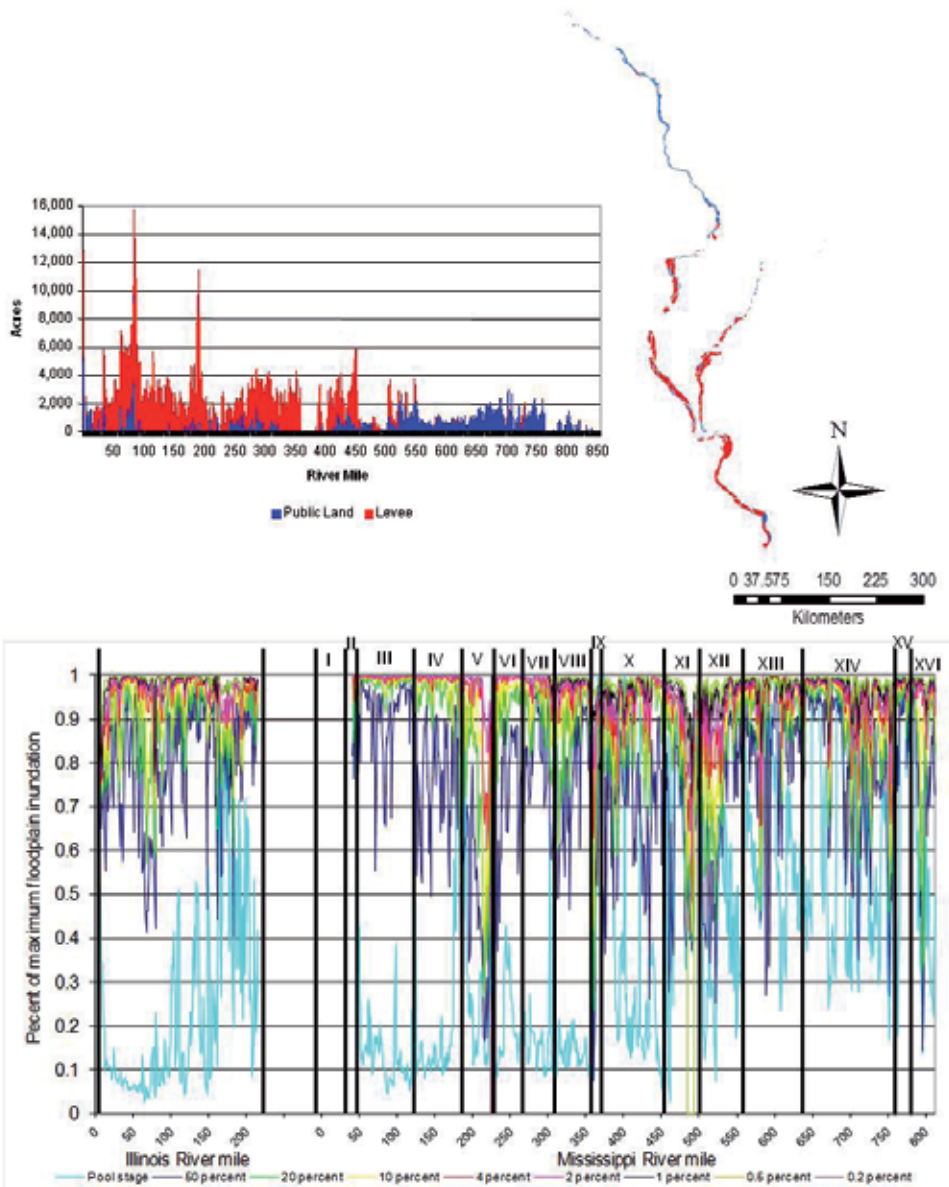 16,000
14,000
12,000
10,000
8,000
6,000
4,000
2,000
0
Acres
50 100 150 200 250 300 350 400 450 500 550 600 650 700 750 800 850
River Mile
Public Land Levee
N
0 37.575 150 225 300
Kilometers
I II III IV V VI VII VIII IX X XI XII XIII XIV XV XVI
1
0.9
0.8
0.7
0.6
0.5
0.4
0.3
0.2
0.1
0
Pecent of maximum floodplain inundation
0 50 100 150 200 0 50 100 150 200 250 300 350 400 450 500 550 600 650 700 750 800
Illinois River mile Mississippi River mile
Pool stage 50 percent 20 percent 10 percent 4 percent 2 percent 1 percent 0.5 percent 0.2 percent